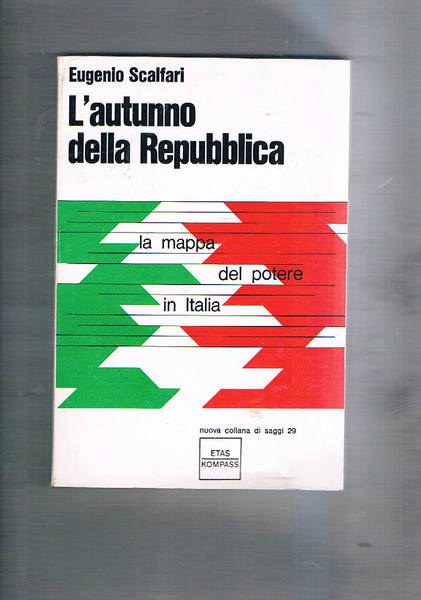 Eugenio Scalfari
L'autunno
della Repubblica
la mappa
del potere
in Italia
nuova collana di saggi 29
ETAS
KOMPASS